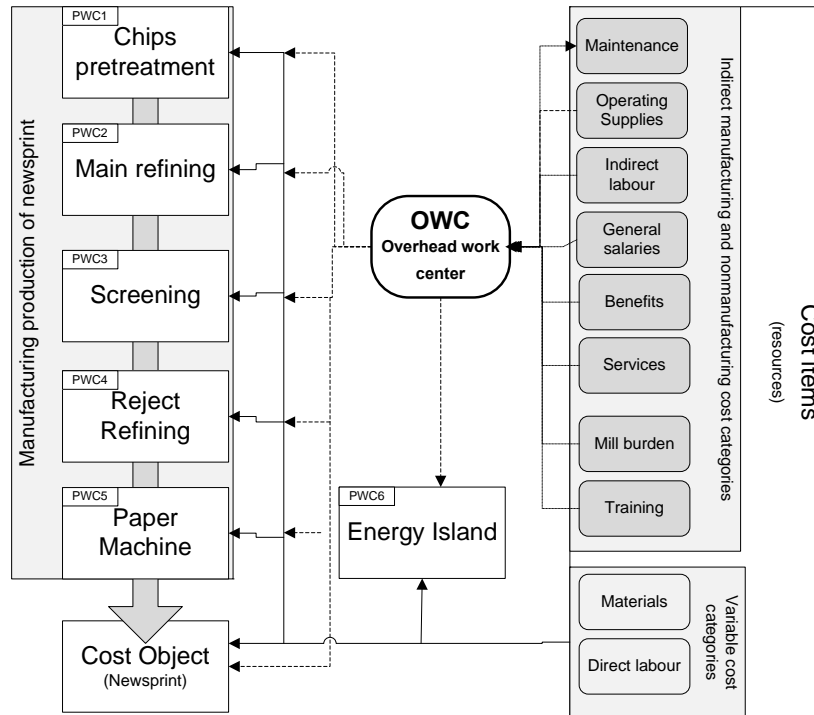 PWC1
Chips
pretreatment
PWC2
Main refining
PWC3
Screening
PWC4
Reject
Refining
PWC5
Paper
Machine
Cost Object
(Newsprint)
Manufacturing production of newsprint
OWC
Overhead work
center
PWC6
Energy Island
Maintenance
Operating
Supplies
Indirect
labour
General
salaries
Benefits
Services
Mill burden
Training
Indirect manufacturing and nonmanufacturing cost categories
Materials
Direct labour
Variable cost
categories
Cost items
(resources)